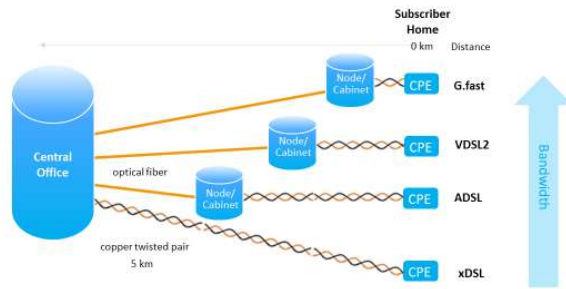 Subscriber
Home
0 km
Distance
Node/
Cabinet
CPE
G.fast
Node/
Cabinet
CPE
VDSL2
Central
Office
optical fiber
Node/
Cabinet
CPE
ADSL
copper twisted pair
5 km
CPE
xDSL
Bandwidth